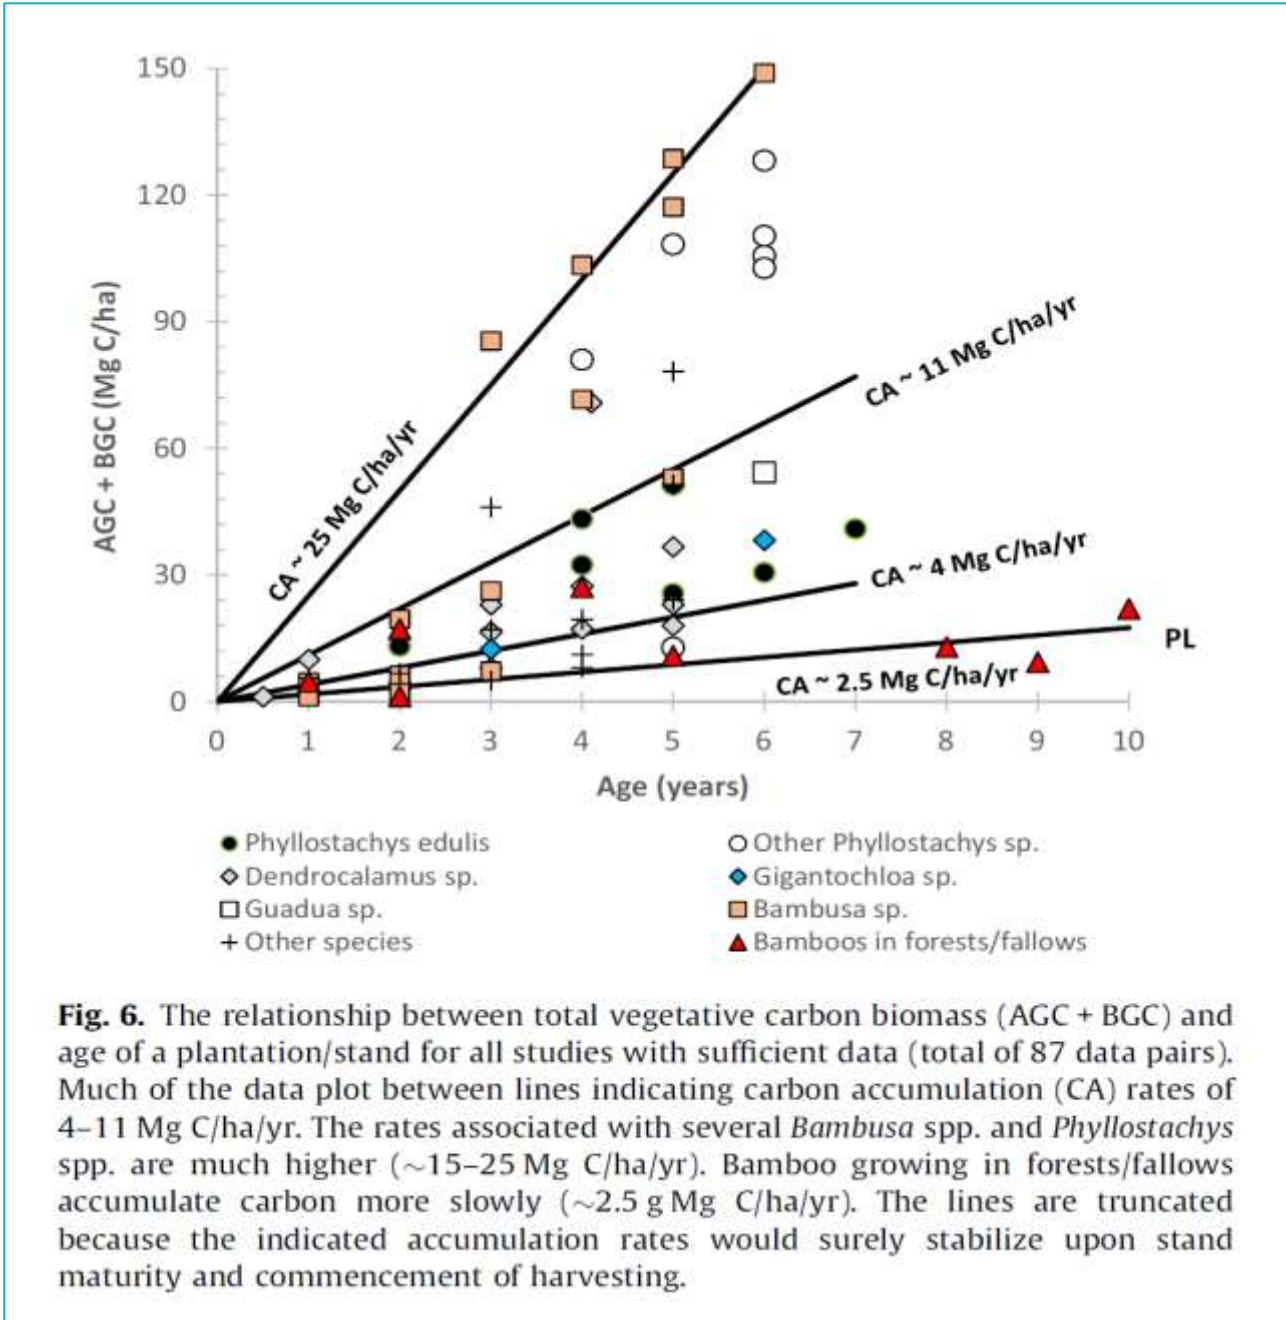 150
120
90
60
30
0
AGC + BGC (Mg C/ha)
CA ~ 25 Mg C/ha/yr
CA ~ 11 Mg C/ha/yr
CA ~ 4 Mg C/ha/yr
CA ~ 2.5 Mg C/ha/yr
PL
0 1 2 3 4 5 6 7 8 9 10
Age (years)
Phyllostachys edulis
Other Phyllostachys sp.
Dendrocalamus sp.
Gigantochloa sp.
Guadua sp.
Bambusa sp.
Other species
Bamboos in forests/fallows
Fig. 6. The relationship between total vegetative carbon biomass (AGC + BGC) and
age of a plantation/stand for all studies with sufficient data (total of 87 data pairs).
Much of the data plot between lines indicating carbon accumulation (CA) rates of
4–11 Mg C/ha/yr. The rates associated with several Bambusa spp. and Phyllostachys
spp. are much higher (∼15–25 Mg C/ha/yr). Bamboo growing in forests/fallows
accumulate carbon more slowly (∼2.5 g Mg C/ha/yr). The lines are truncated
because the indicated accumulation rates would surely stabilize upon stand
maturity and commencement of harvesting.